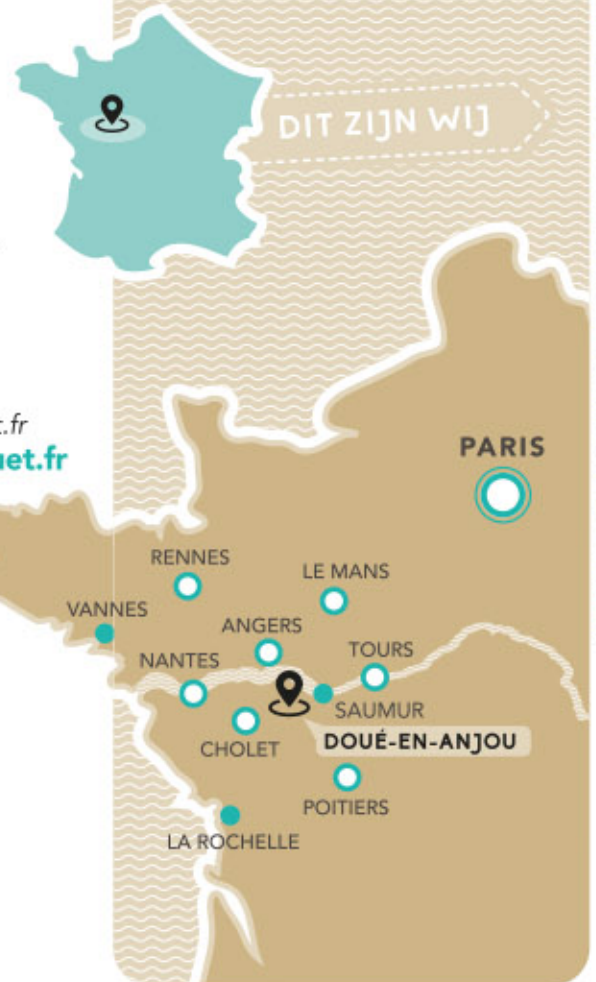 DIT ZIJN WIJ
PARIS
RENNES
LE MANS
VANNES
ANGERS
NANTES
TOURS
SAUMUR
CHOLET
DOUÉ-EN-ANJOU
POITIERS
LA ROCHELLE